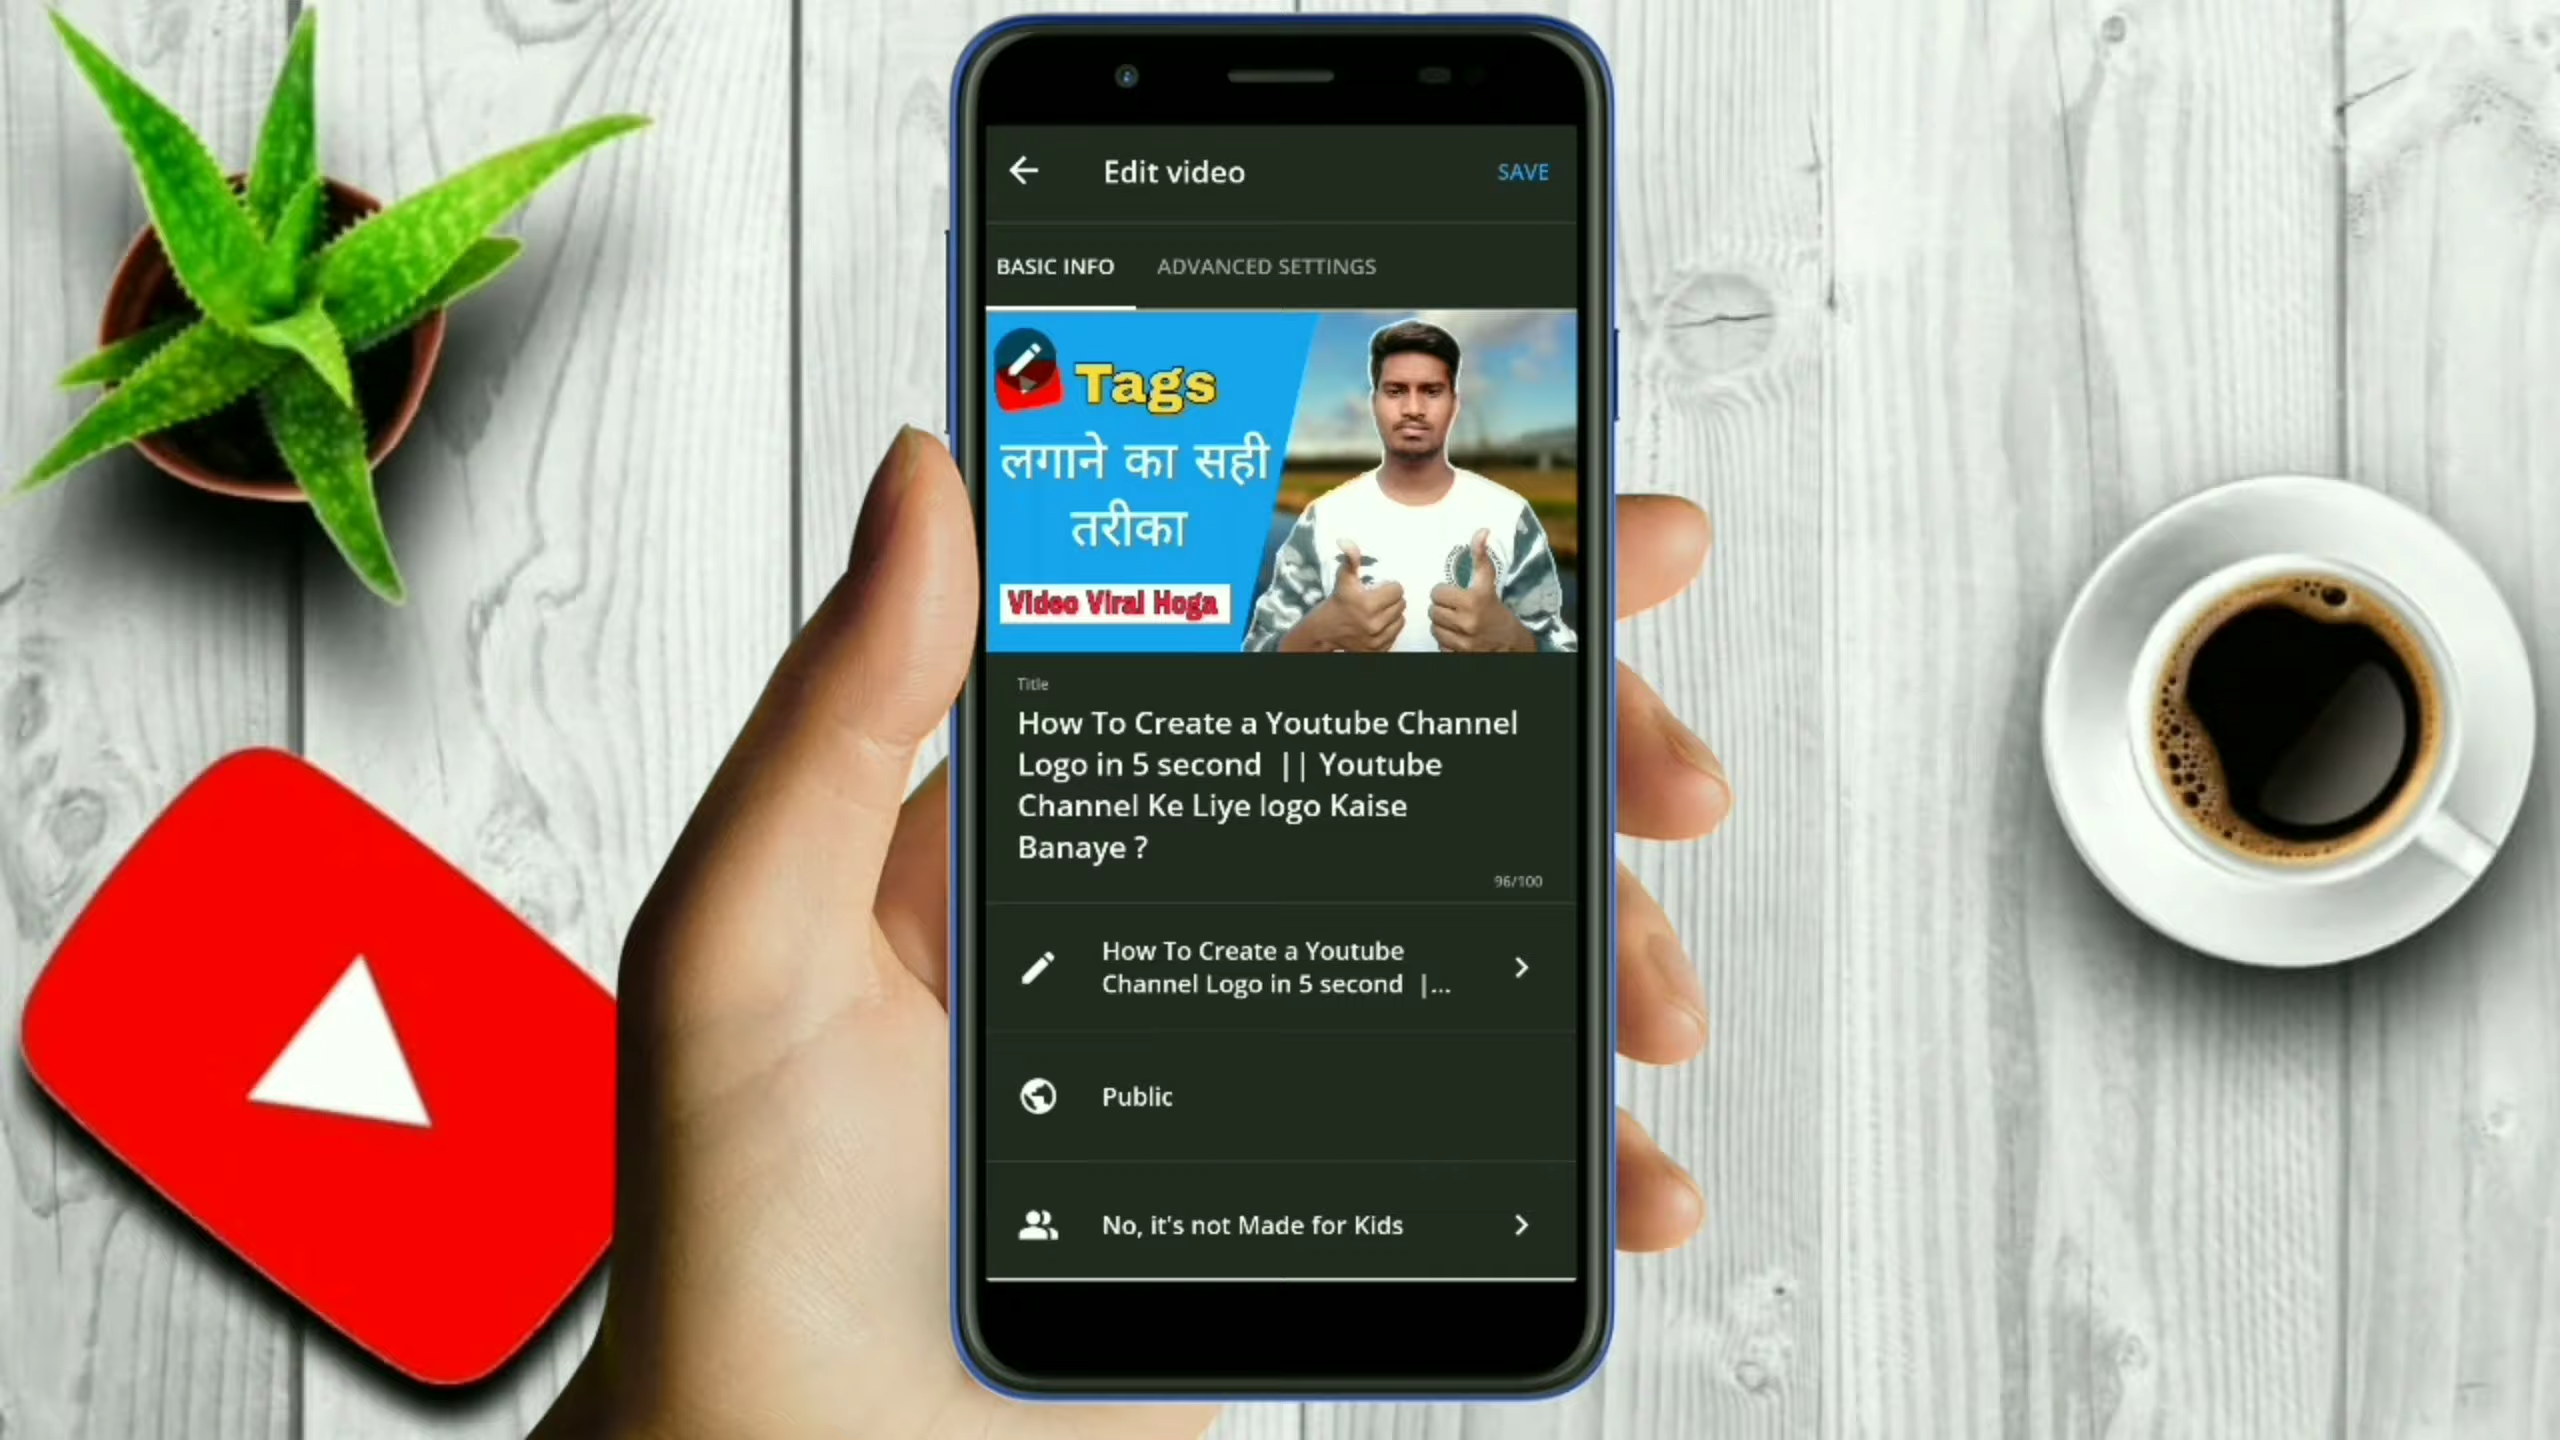 Edit video
SAVE
BASIC INFO
ADVANCED SETTINGS
Tags
लगाने का सही
तरीका
Video Viral Hoga
Title
How To Create a Youtube Channel
Logo in 5 second || Youtube
Channel Ke Liye logo Kaise
Banaye ?
96/100
How To Create a Youtube
Channel Logo in 5 second |...
Public
No, it's not Made for Kids